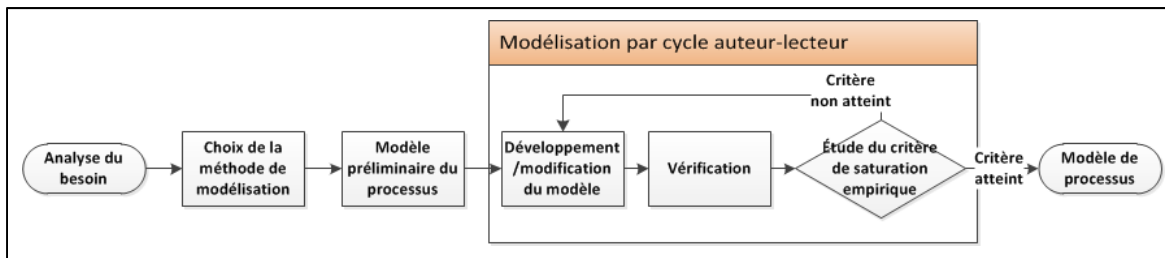 Modélisation par cycle auteur-lecteur
Critère
non atteint
Analyse du
besoin
Choix de la
méthode de
modélisation
Modèle
préliminaire du
processus
Développement
/modification
du modèle
Vérification
Étude du critère
de saturation
empirique
Critère
atteint
Modèle de
processus